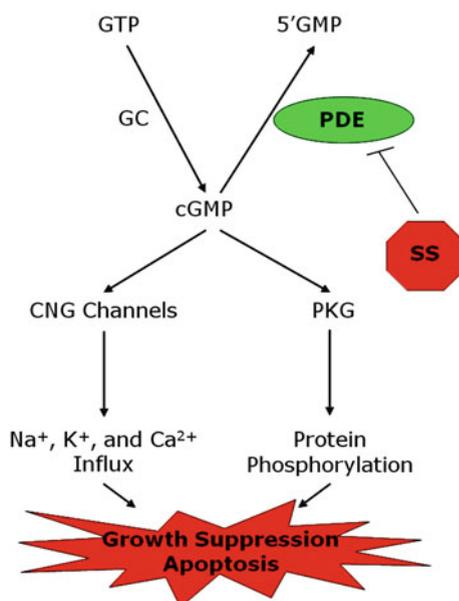 GTP
5'GMP
GC
PDE
cGMP
SS
CNG Channels
PKG
Na⁺, K⁺, and Ca²⁺
Influx
Protein
Phosphorylation
Growth Suppression
Apoptosis